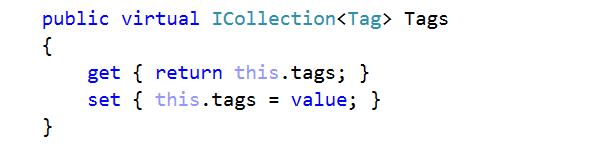 public virtual ICollection<Tag> Tags
{
    get { return this.tags; }
    set { this.tags = value; }
}